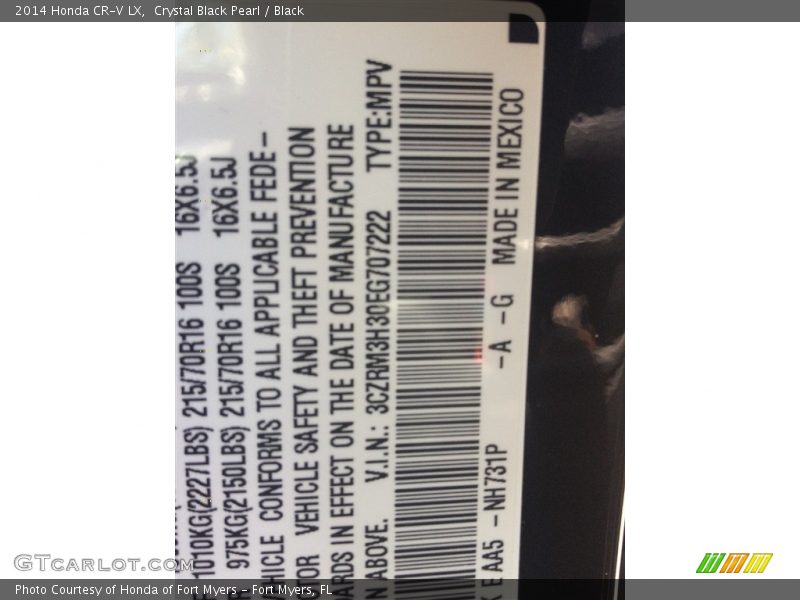 2014 Honda CR-V LX,  Crystal Black Pearl / Black
1010KG(2227LBS) 215/70R16 100S 16X6.5J
975KG(2150LBS) 215/70R16 100S 16X6.5J
VEHICLE CONFORMS TO ALL APPLICABLE FEDE-
VEHICLE SAFETY AND THEFT PREVENTION
IN EFFECT ON THE DATE OF MANUFACTURE
ABOVE. V.I.N.: 3CZRM3H30EG707222 TYPE:MPV
AA5 -NH731P -A -G MADE IN MEXICO
GTcarlot.com
Photo Courtesy of Honda of Fort Myers - Fort Myers, FL